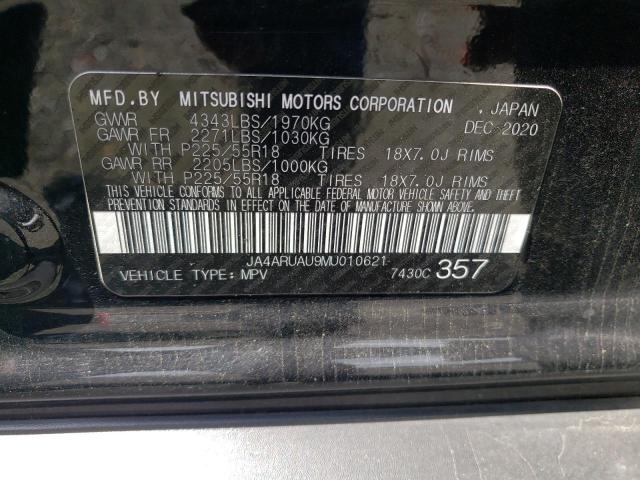 MFD.BY MITSUBISHI MOTORS CORPORATION , JAPAN
GVWR 4343LBS/1970KG DEC 2020
GAWR FR 2271LBS/1030KG
WITH P225/55R18 TIRES 18X7.0J RIMS
GAWR RR 2205LBS/1000KG
WITH P225/55R18 TIRES 18X7.0J RIMS
THIS VEHICLE CONFORMS TO ALL APPLICABLE FEDERAL MOTOR VEHICLE SAFETY AND THEFT
PREVENTION STANDARDS IN EFFECT ON THE DATE OF MANUFACTURE SHOWN ABOVE.
JA4ARUAU9MU010621
VEHICLE TYPE: MPV 7430C 357